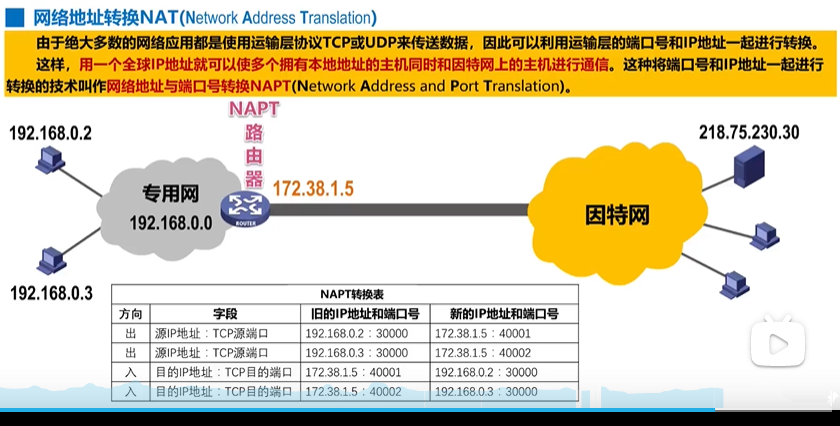 网络地址转换NAT(Network Address Translation)
由于绝大多数的网络应用都是使用运输层协议TCP或UDP来传送数据，因此可以利用运输层的端口号和IP地址一起进行转换。
这样，用一个全球IP地址就可以使多个拥有本地地址的主机同时和因特网上的主机进行通信。这种将端口号和IP地址一起进行
转换的技术叫作网络地址与端口号转换NAPT(Network Address and Port Translation)。
NAPT
路
由
器
192.168.0.2
218.75.230.30
专用网
192.168.0.0
172.38.1.5
ROUTER
因特网
192.168.0.3
NAPT转换表
方向 字段 旧的IP地址和端口号 新的IP地址和端口号
出 源IP地址：TCP源端口 192.168.0.2：30000 172.38.1.5：40001
出 源IP地址：TCP源端口 192.168.0.3：30000 172.38.1.5：40002
入 目的IP地址：TCP目的端口 172.38.1.5：40001 192.168.0.2：30000
入 目的IP地址：TCP目的端口 172.38.1.5：40002 192.168.0.3：30000